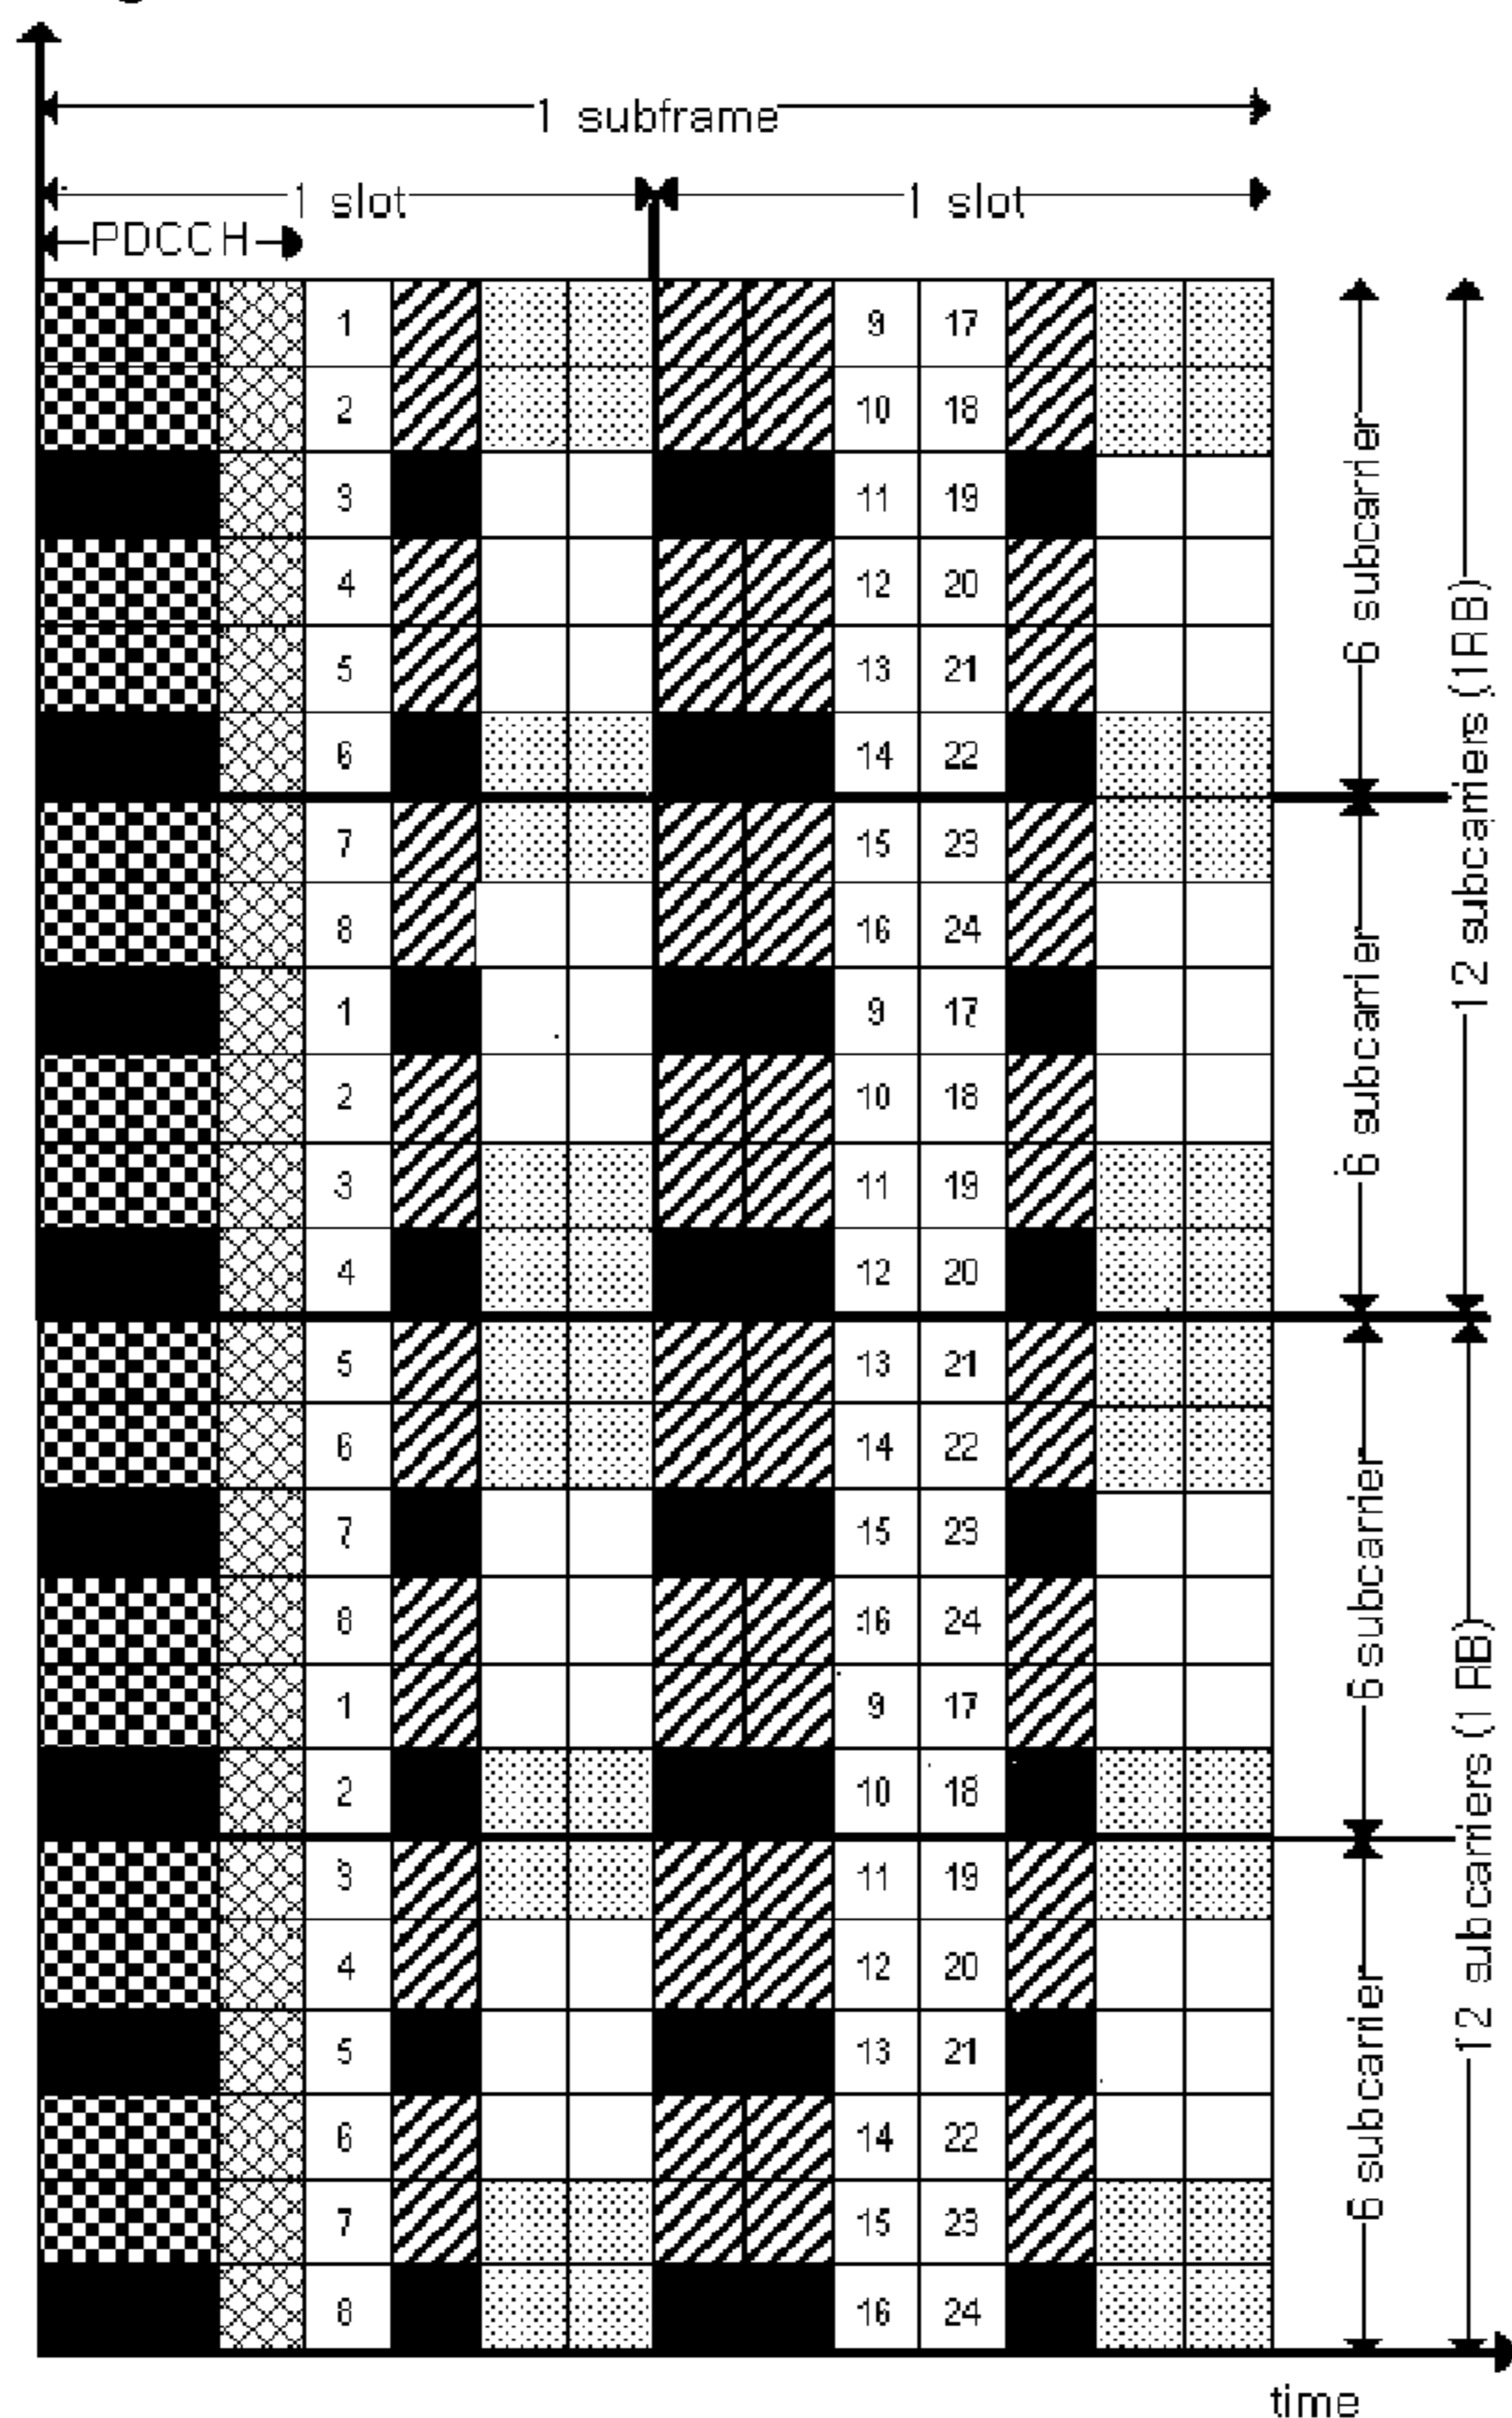 1 subframe
1 slot 1 slot
PDCCH
1 9 17
2 10 18
3 11 19
4 12 20
5 13 21
6 14 22
7 15 23
8 16 24
1 9 17
2 10 18
3 11 19
4 12 20
5 13 21
6 14 22
7 15 23
8 16 24
1 9 17
2 10 18
3 11 19
4 12 20
5 13 21
6 14 22
7 15 23
8 16 24
6 subcarrier
6 subcarrier
6 subcarrier
6 subcarrier
12 subcarriers (1RB)
12 subcarriers (1 RB)
time